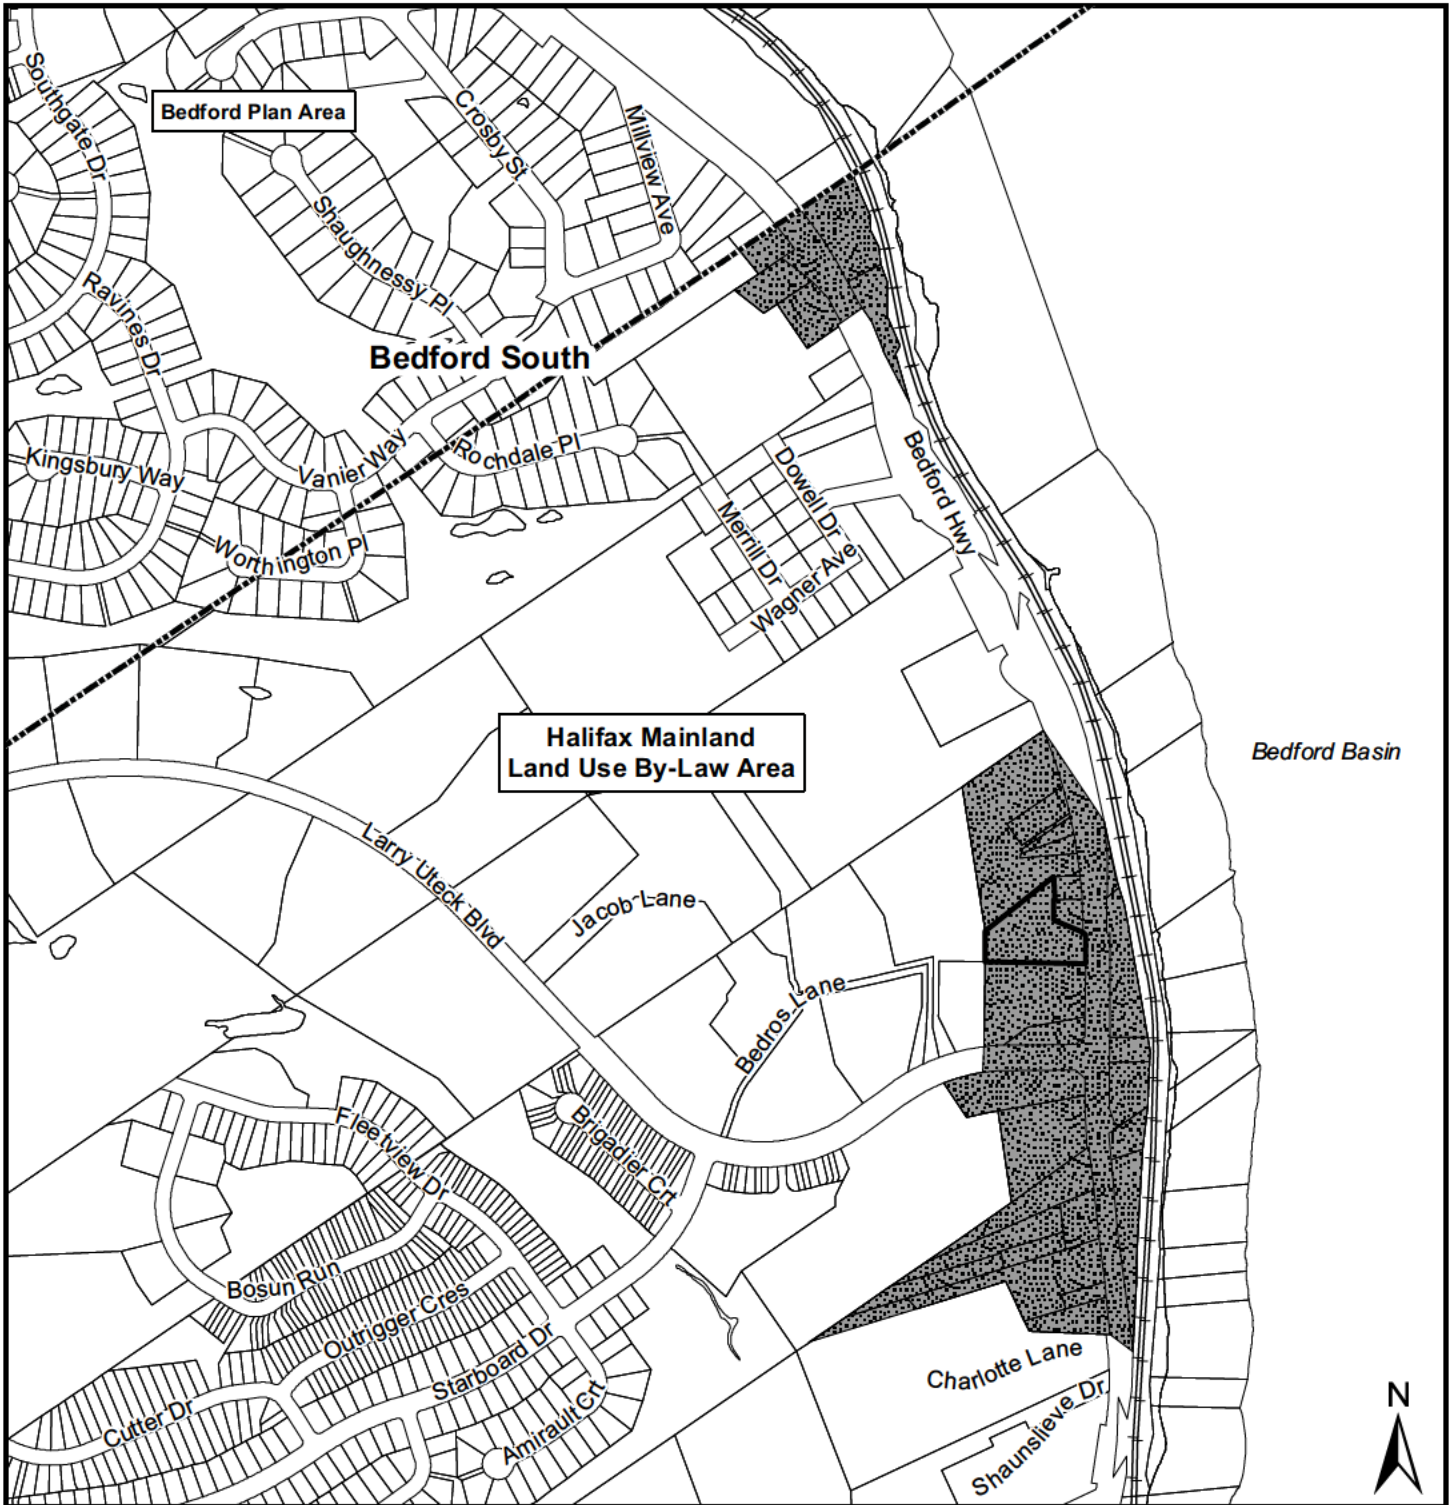 Southgate Dr
Bedford Plan Area
Crosby St
Millview Ave
Shaughnessy Pl
Ravines Dr
Bedford South
Kingsbury Way
Vanier Way
Rochdale Pl
Worthington Pl
Dowell Dr
Merrill Dr
Wagner Ave
Bedford Hwy
Halifax Mainland
Land Use By-Law Area
Bedford Basin
Larry Uteck Blvd
Jacob Lane
Bedros Lane
Fleetview Dr
Brigadier Crt
Bosun Run
Outrigger Cres
Starboard Dr
Cutter Dr
Amirault Crt
Charlotte Lane
Shaunslieve Dr
N